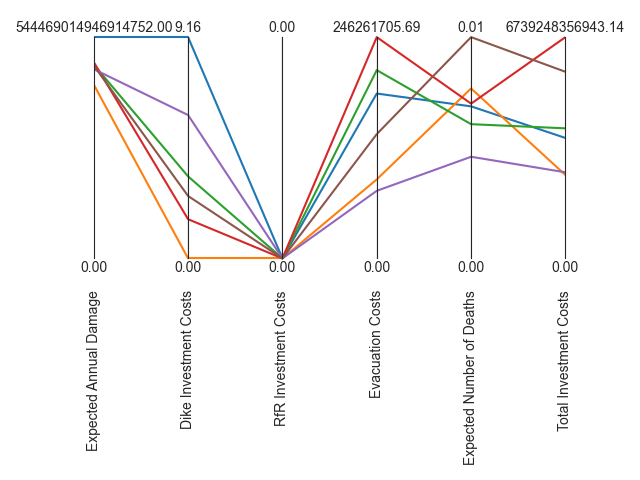 544469014946914752.00 9.16 0.00 246261705.69 0.01 6739248356943.14
0.00 0.00 0.00 0.00 0.00 0.00
Expected Annual Damage
Dike Investment Costs
RfR Investment Costs
Evacuation Costs
Expected Number of Deaths
Total Investment Costs